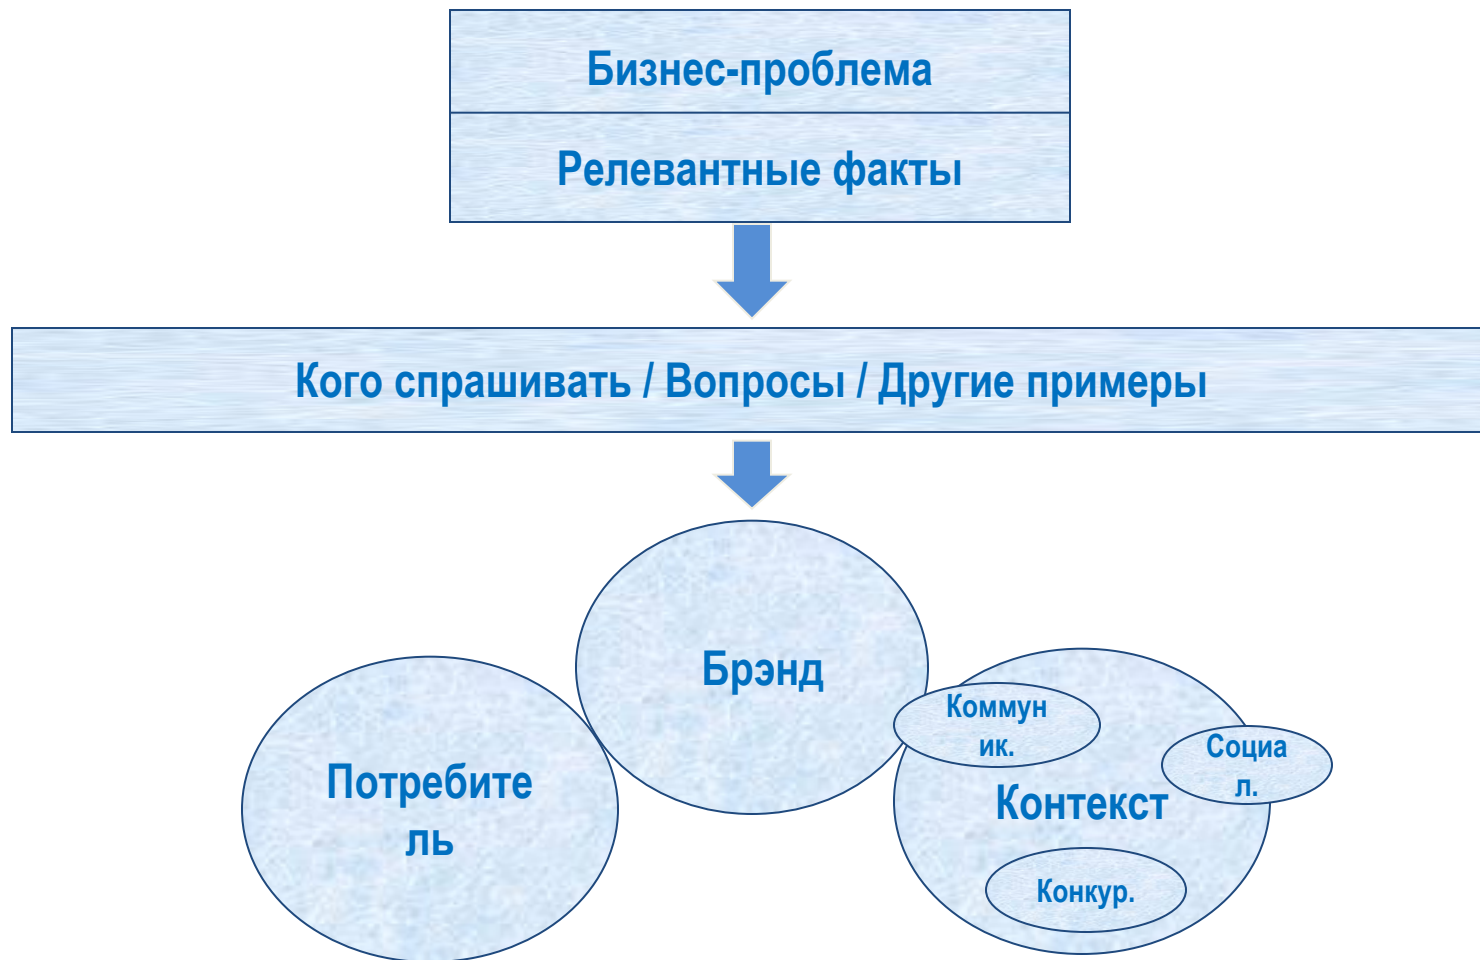 Бизнес-проблема
Релевантные факты
Кого спрашивать / Вопросы / Другие примеры
Брэнд
Потребите
ль
Коммун
ик.
Социа
л.
Контекст
Конкур.